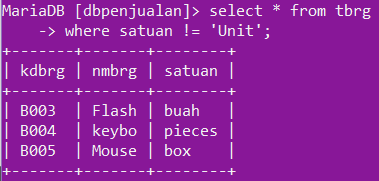 MariaDB [dbpenjualan]> select * from tbrg
    -> where satuan != 'Unit';
+-------+-------+--------+
| kdbrg | nmbrg | satuan |
+-------+-------+--------+
| B003  | Flash | buah   |
| B004  | keybo | pieces |
| B005  | Mouse | box    |
+-------+-------+--------+